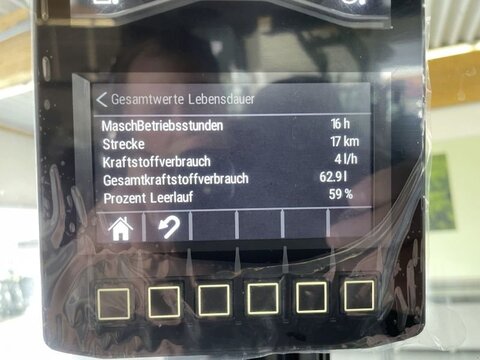 Gesamtwerte Lebensdauer
MaschBetriebsstunden 16 h
Strecke 17 km
Kraftstoffverbrauch 4 l/h
Gesamtkraftstoffverbrauch 62.9 l
Prozent Leerlauf 59 %